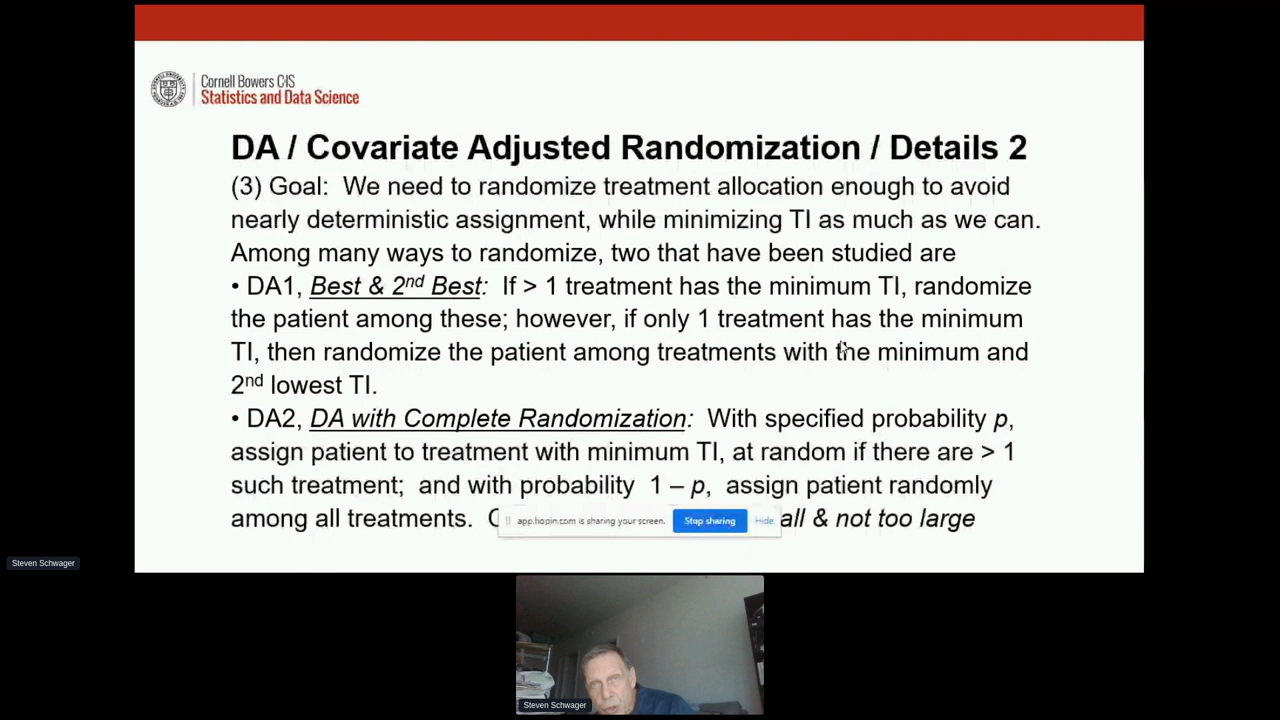 Cornell Bowers CIS
Statistics and Data Science
DA / Covariate Adjusted Randomization / Details 2
(3) Goal: We need to randomize treatment allocation enough to avoid
nearly deterministic assignment, while minimizing TI as much as we can.
Among many ways to randomize, two that have been studied are
• DA1, Best & 2nd Best: If > 1 treatment has the minimum TI, randomize
the patient among these; however, if only 1 treatment has the minimum
TI, then randomize the patient among treatments with the minimum and
2nd lowest TI.
• DA2, DA with Complete Randomization: With specified probability p,
assign patient to treatment with minimum TI, at random if there are > 1
such treatment; and with probability 1 – p, assign patient randomly
among all treatments. all & not too large
app.hopin.com is sharing your screen. Stop sharing Hide
Steven Schwager
Steven Schwager